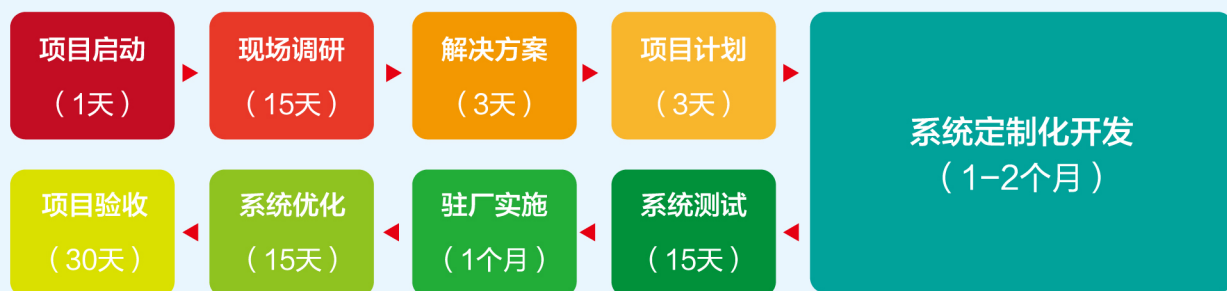 项目启动
（1天）
现场调研
（15天）
解决方案
（3天）
项目计划
（3天）
系统定制化开发
（1-2个月）
系统测试
（15天）
驻厂实施
（1个月）
系统优化
（15天）
项目验收
（30天）